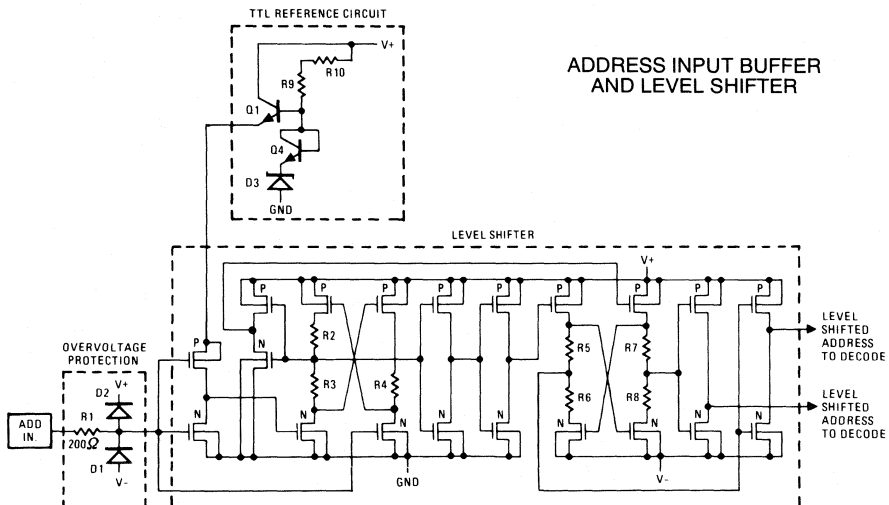 TTL REFERENCE CIRCUIT
V+
R10
R9
Q1
Q4
D3
GND
ADDRESS INPUT BUFFER
AND LEVEL SHIFTER
LEVEL SHIFTER
V+
P P P P P P P P P
R2
R3
R4
R5
R6
R7
R8
N
N N N N N N N N N
P
N
GND
V-
OVERVOLTAGE
PROTECTION
V+
D2
R1
200Ω
D1
V-
ADD
IN.
LEVEL
SHIFTED
ADDRESS
TO DECODE
LEVEL
SHIFTED
ADDRESS
TO DECODE